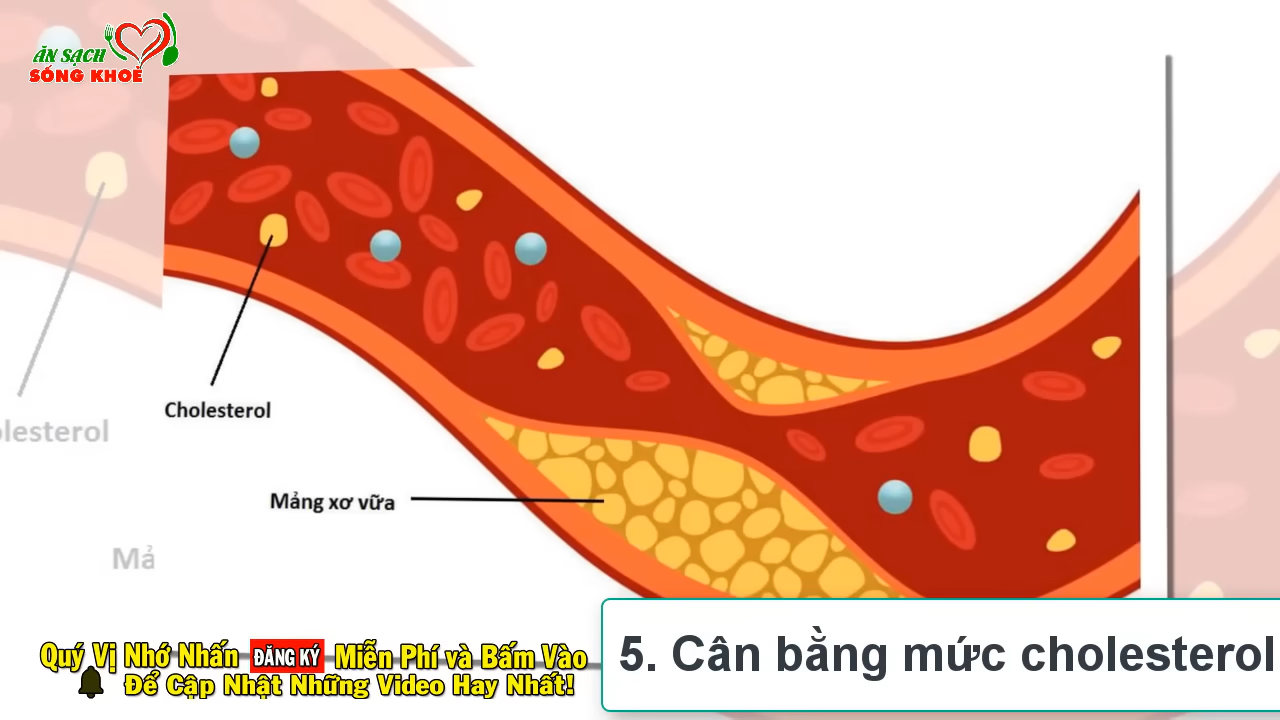 ĂN SẠCH
SỐNG KHOẺ
Cholesterol
lesterol
Mảng xơ vữa
Mả
5. Cân bằng mức cholesterol
Quý Vị Nhớ Nhấn ĐĂNG KÝ Miễn Phí và Bấm Vào
Để Cập Nhật Những Video Hay Nhất!